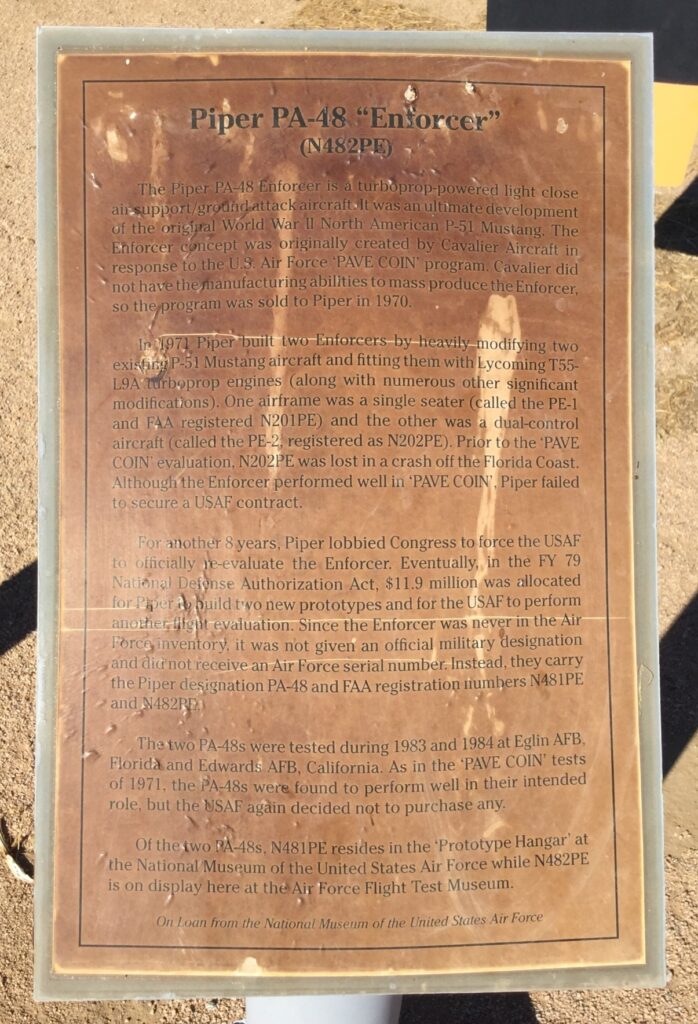 Piper PA-48 “Enforcer”
(N482PE)
The Piper PA-48 Enforcer is a turboprop-powered light close
air support/ground attack aircraft. It was an ultimate development
of the original World War II North American P-51 Mustang. The
Enforcer concept was originally created by Cavalier Aircraft in
response to the U.S. Air Force ‘PAVE COIN’ program. Cavalier did
not have the manufacturing abilities to mass produce the Enforcer,
so the program was sold to Piper in 1970.
In 1971 Piper built two Enforcers by heavily modifying two
existing P-51 Mustang aircraft and fitting them with Lycoming T55-
L9A turboprop engines (along with numerous other significant
modifications). One airframe was a single seater (called the PE-1
and FAA registered N201PE) and the other was a dual-control
aircraft (called the PE-2, registered as N202PE). Prior to the ‘PAVE
COIN’ evaluation, N202PE was lost in a crash off the Florida Coast.
Although the Enforcer performed well in ‘PAVE COIN’, Piper failed
to secure a USAF contract.
For another 8 years, Piper lobbied Congress to force the USAF
to officially re-evaluate the Enforcer. Eventually, in the FY 79
National Defense Authorization Act, $11.9 million was allocated
for Piper to build two new prototypes and for the USAF to perform
another flight evaluation. Since the Enforcer was never in the Air
Force inventory, it was not given an official military designation
and did not receive an Air Force serial number. Instead, they carry
the Piper designation PA-48 and FAA registration numbers N481PE
and N482PE.
The two PA-48s were tested during 1983 and 1984 at Eglin AFB,
Florida and Edwards AFB, California. As in the ‘PAVE COIN’ tests
of 1971, the PA-48s were found to perform well in their intended
role, but the USAF again decided not to purchase any.
Of the two PA-48s, N481PE resides in the ‘Prototype Hangar’ at
the National Museum of the United States Air Force while N482PE
is on display here at the Air Force Flight Test Museum.
On Loan from the National Museum of the United States Air Force